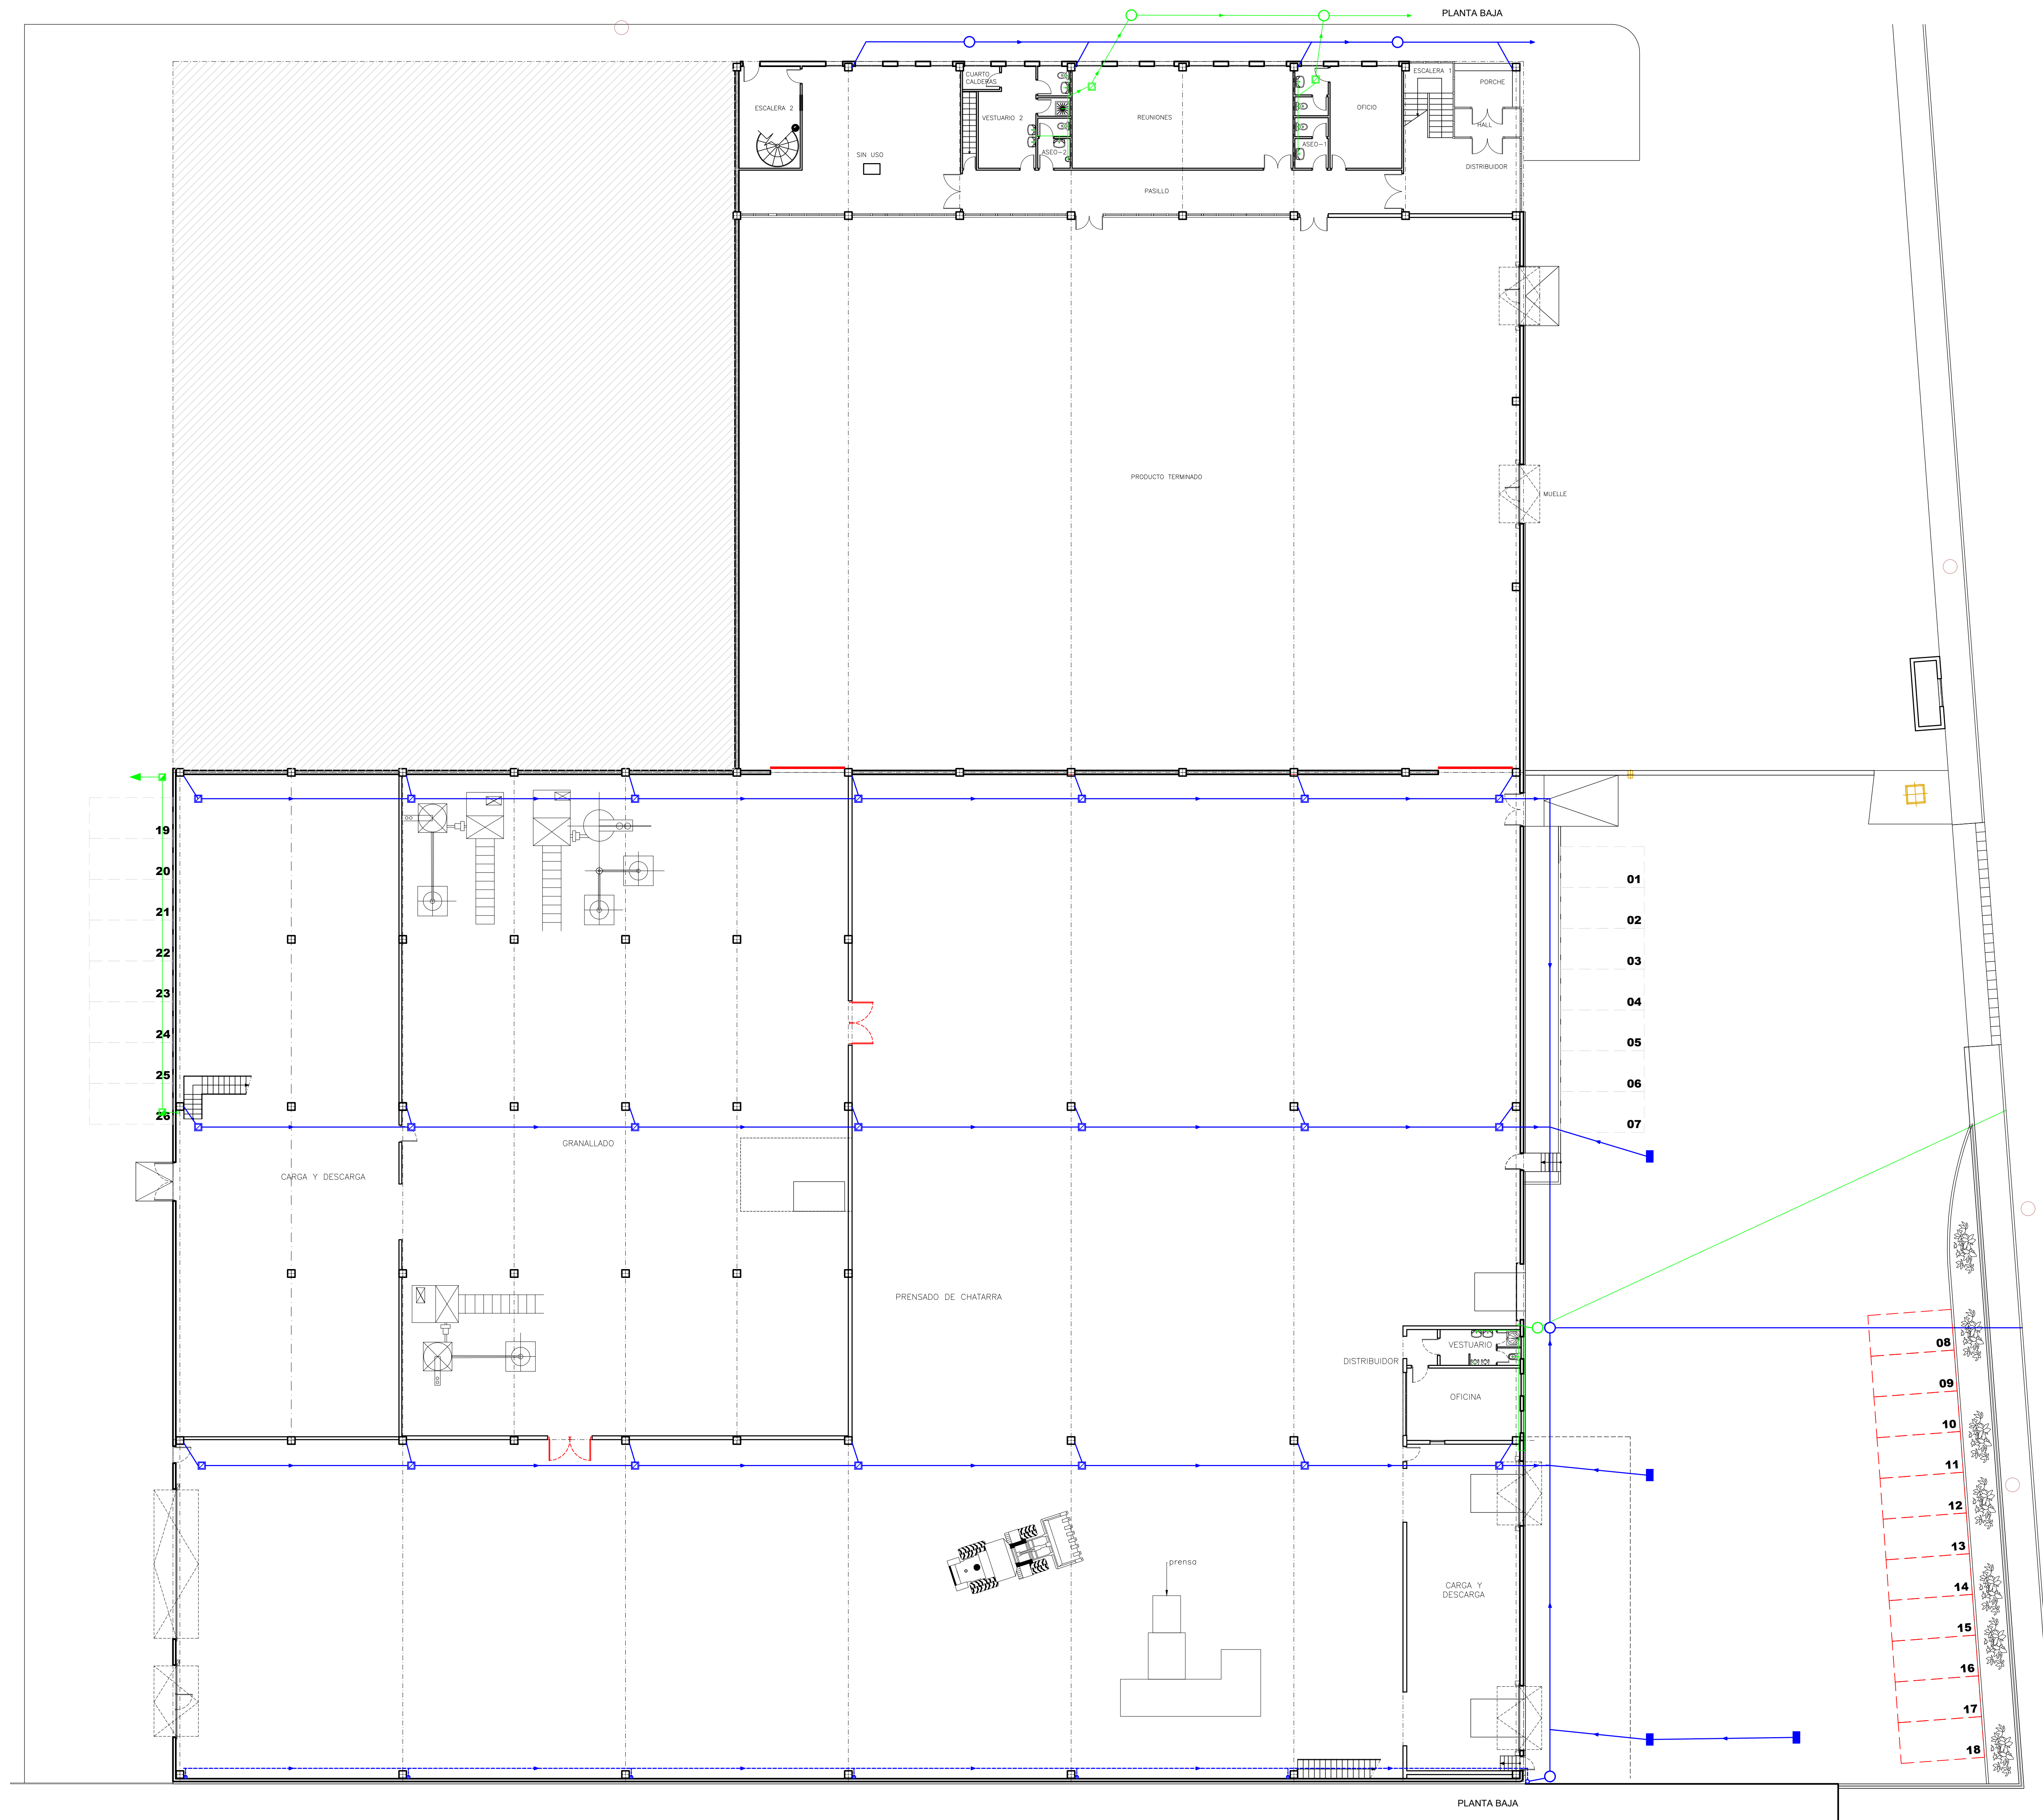 PLANTA BAJA
ESCALERA 2
SIN USO
CUARTO
CALDERAS
VESTUARIO 2
ASEO-2
REUNIONES
ASEO-1
OFICIO
ESCALERA 1
PORCHE
HALL
DISTRIBUIDOR
PASILLO
PRODUCTO TERMINADO
MUELLE
19
20
21
22
23
24
25
26
01
02
03
04
05
06
07
GRANALLADO
CARGA Y DESCARGA
PRENSADO DE CHATARRA
DISTRIBUIDOR
VESTUARIO
OFICINA
08
09
10
11
12
13
14
15
16
17
18
prensa
CARGA Y
DESCARGA
PLANTA BAJA